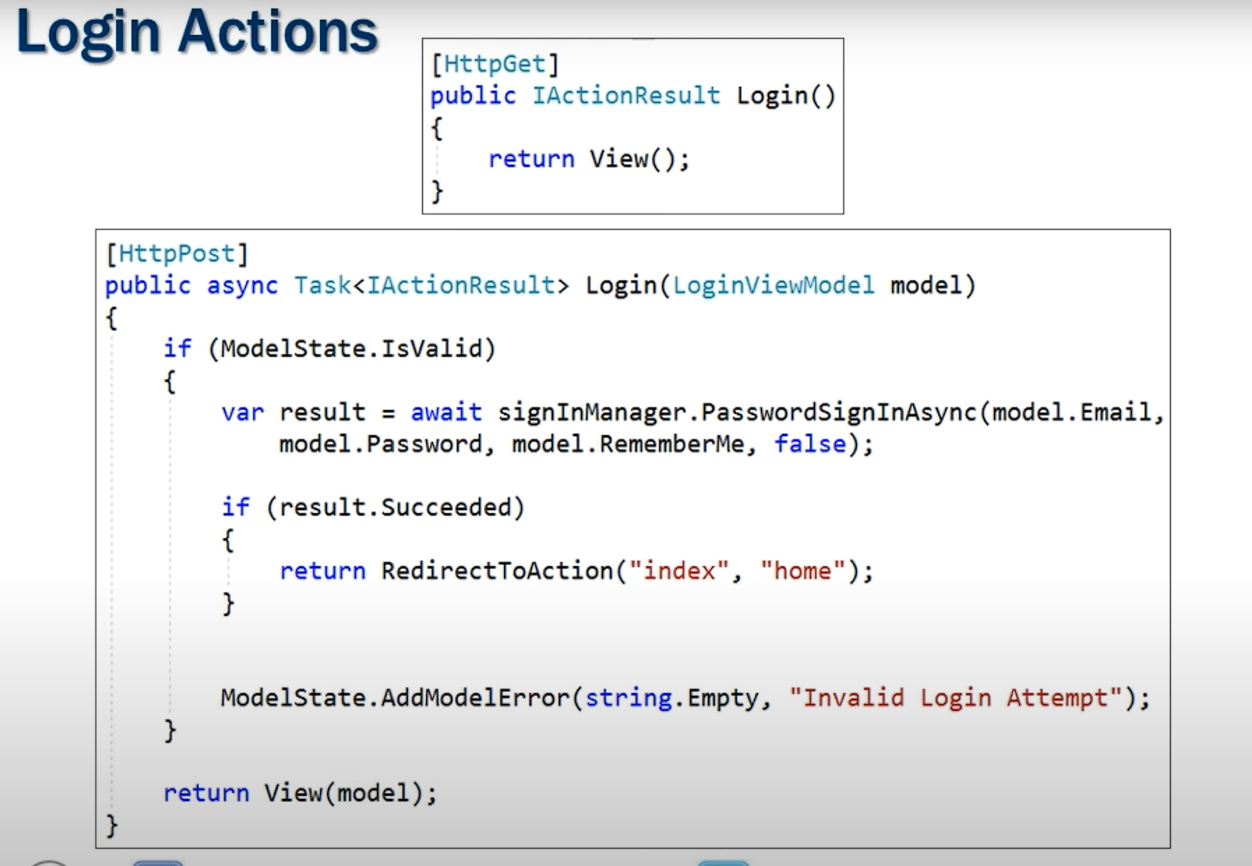 Login Actions
[HttpGet]
public IActionResult Login()
{
return View();
}
[HttpPost]
public async Task<IActionResult> Login(LoginViewModel model)
{
if (ModelState.IsValid)
{
var result = await signInManager.PasswordSignInAsync(model.Email,
model.Password, model.RememberMe, false);
if (result.Succeeded)
{
return RedirectToAction("index", "home");
}
ModelState.AddModelError(string.Empty, "Invalid Login Attempt");
}
return View(model);
}